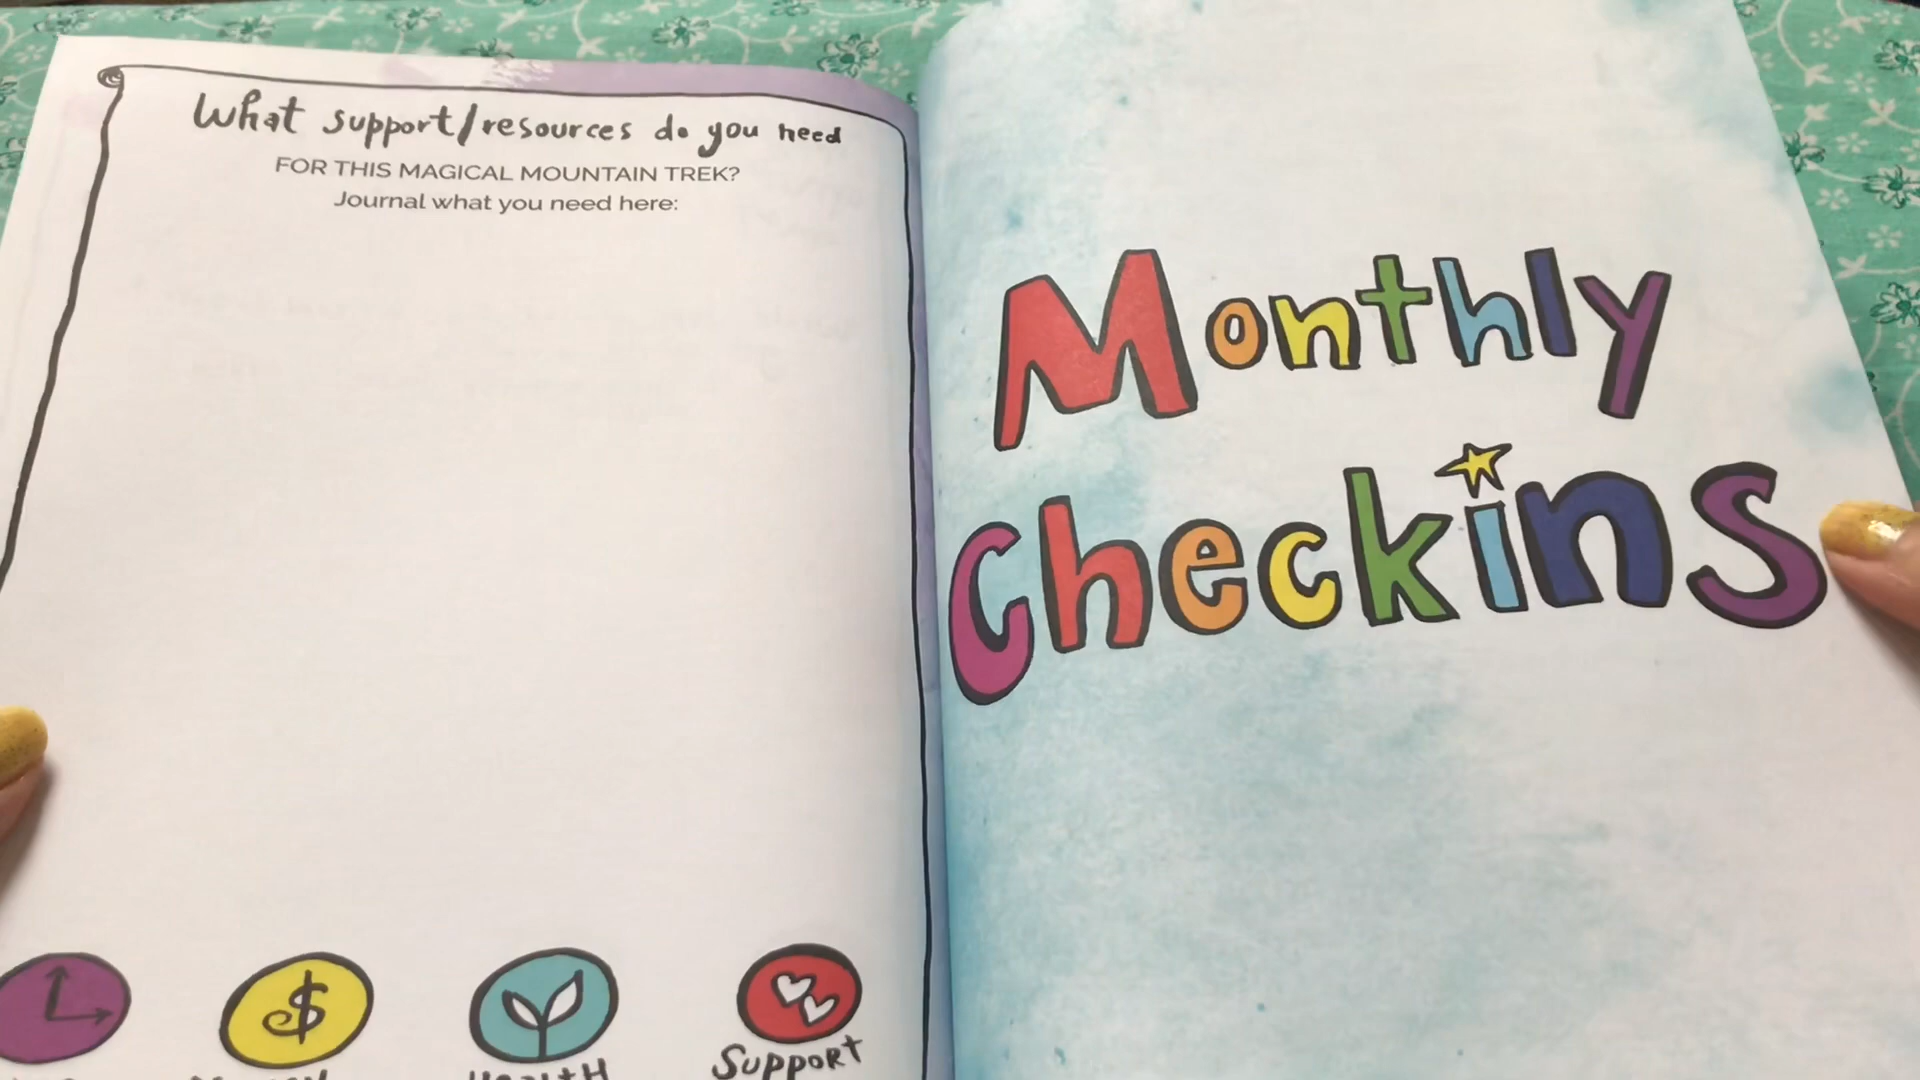 What support/resources do you need
FOR THIS MAGICAL MOUNTAIN TREK?
Journal what you need here:
$
Support
Monthly
Checkins